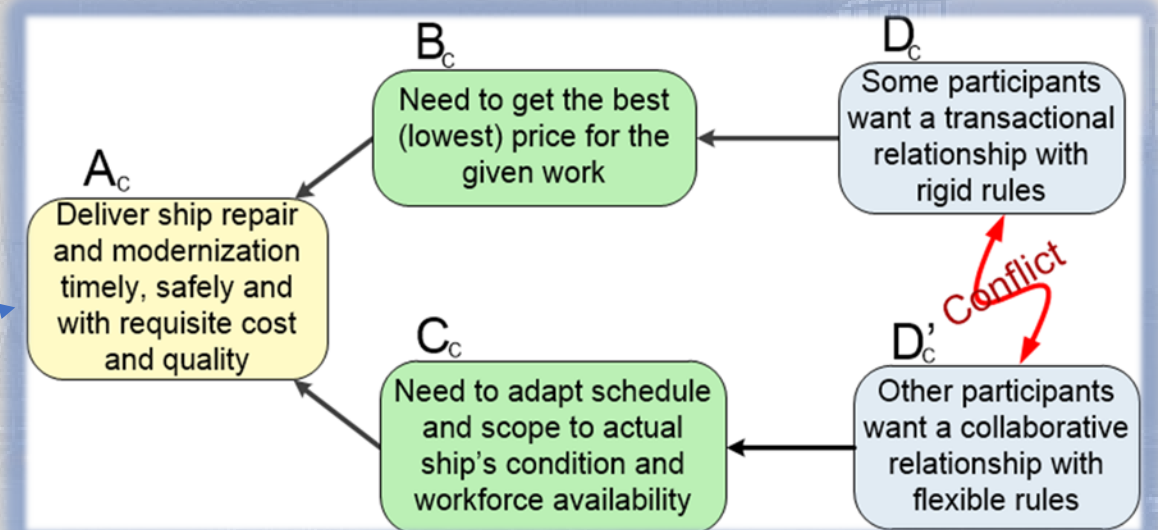 Bc
Need to get the best
(lowest) price for the
given work
Dc
Some participants
want a transactional
relationship with
rigid rules
Ac
Deliver ship repair
and modernization
timely, safely and
with requisite cost
and quality
Conflict
Cc
Need to adapt schedule
and scope to actual
ship's condition and
workforce availability
D'c
Other participants
want a collaborative
relationship with
flexible rules